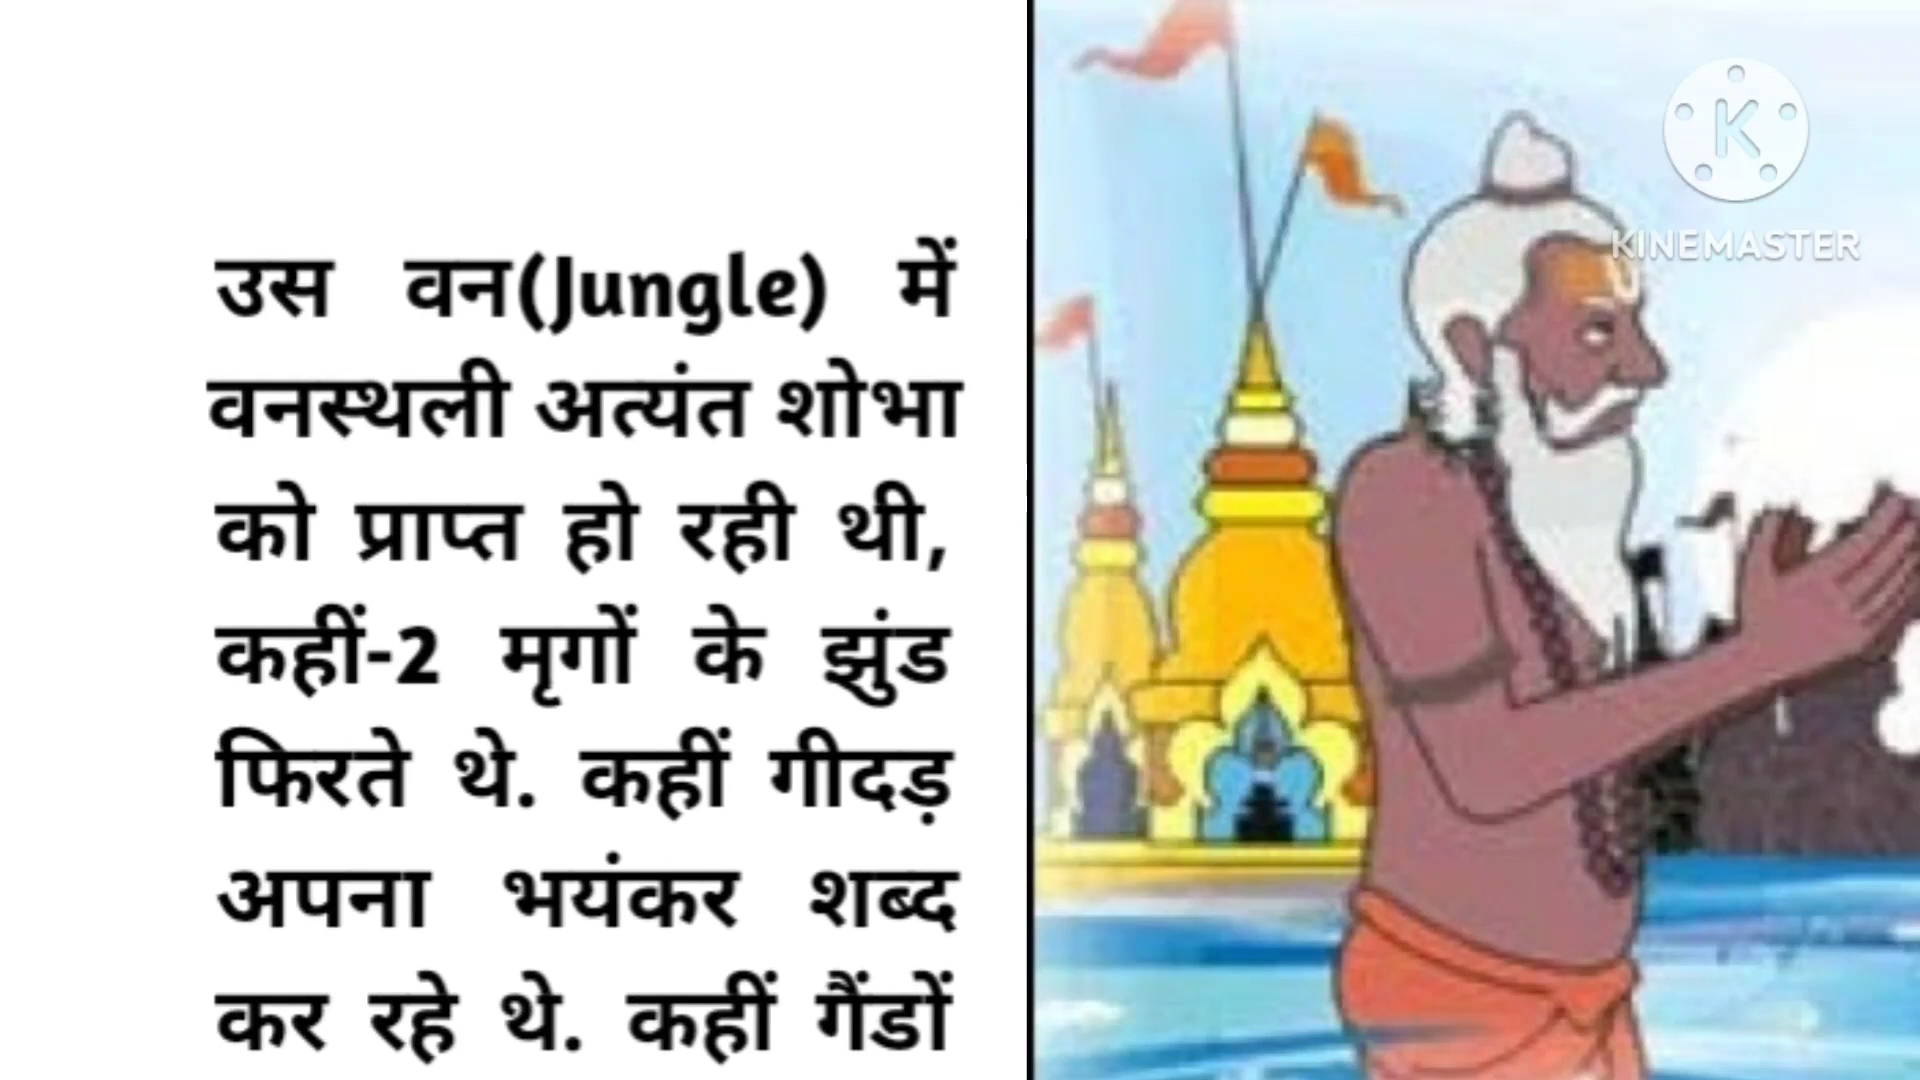 उस वन(Jungle) में
वनस्थली अत्यंत शोभा
को प्राप्त हो रही थी,
कहीं-2 मृगों के झुंड
फिरते थे. कहीं गीदड़
अपना भयंकर शब्द
कर रहे थे. कहीं गैंडों
K
KINEMASTER